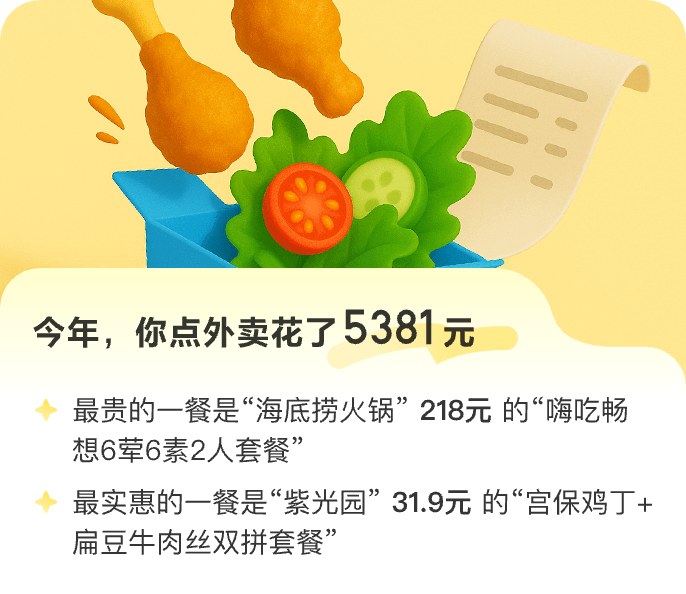 今年，你点外卖花了5381元
最贵的一餐是“海底捞火锅” 218元 的“嗨吃畅
想6荤6素2人套餐”
最实惠的一餐是“紫光园” 31.9元 的“宫保鸡丁+
扁豆牛肉丝双拼套餐”